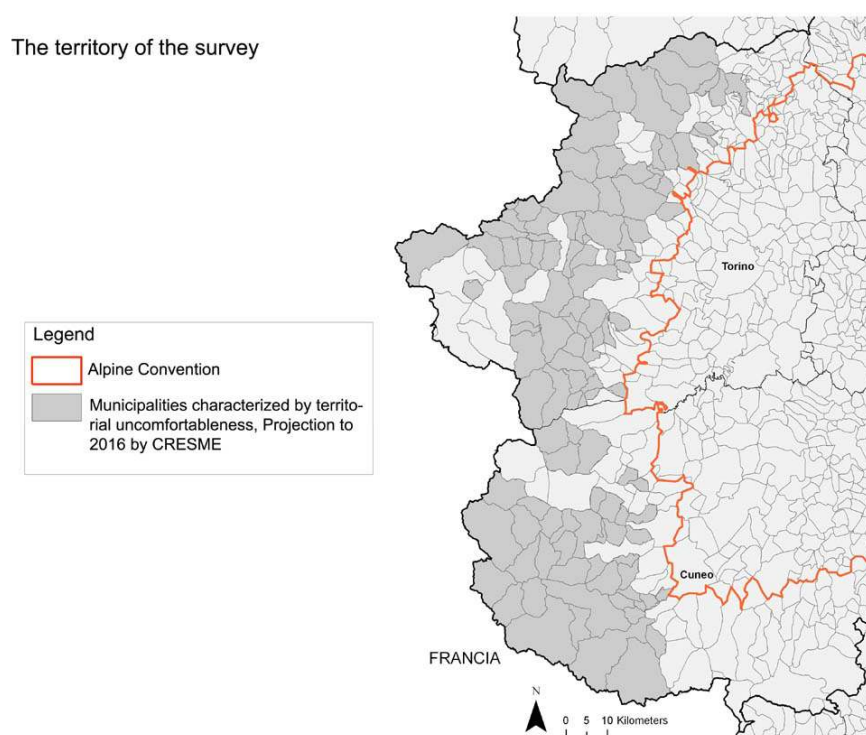 The territory of the survey
Torino
Legend
Alpine Convention
Municipalities characterized by territo-
rial uncomfortableness, Projection to
2016 by CRESME
Cuneo
FRANCIA
N
0 5 10 Kilometers